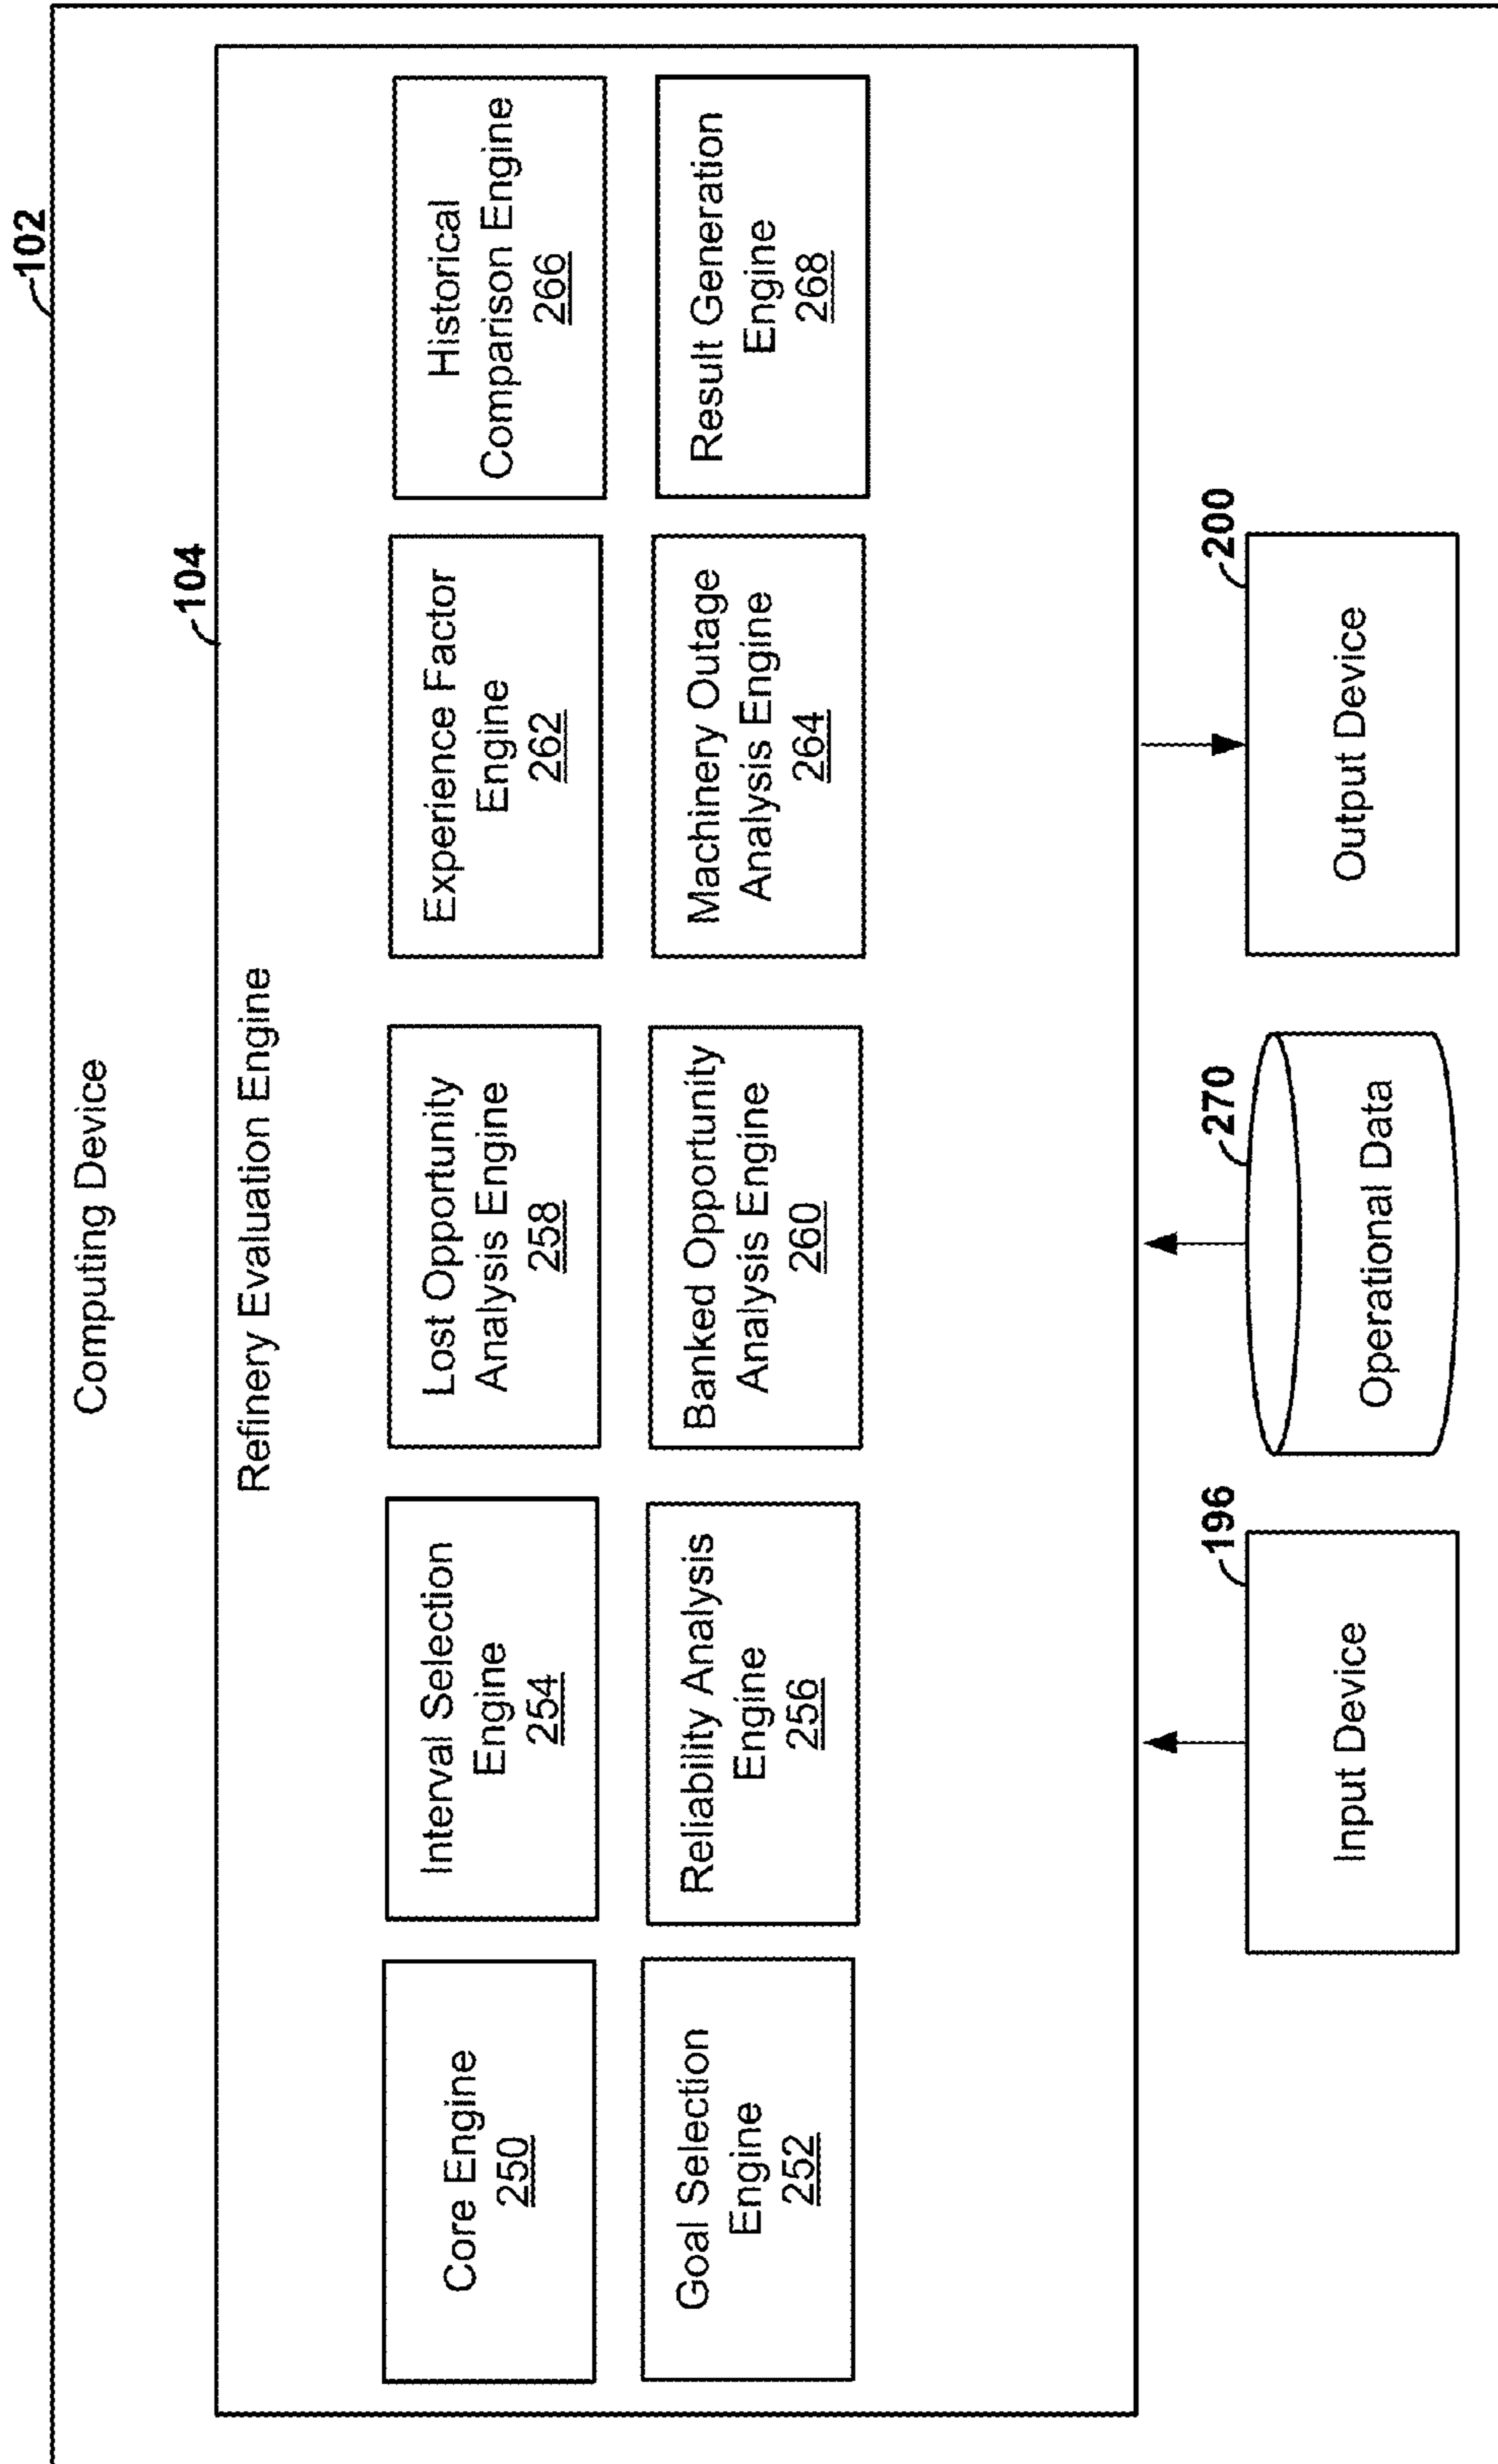 102
Computing Device
104
Refinery Evaluation Engine
Core Engine
250
Interval Selection
Engine
254
Lost Opportunity
Analysis Engine
258
Experience Factor
Engine
262
Historical
Comparison Engine
266
Goal Selection
Engine
252
Reliability Analysis
Engine
256
Banked Opportunity
Analysis Engine
260
Machinery Outage
Analysis Engine
264
Result Generation
Engine
268
196
Input Device
270
Operational Data
200
Output Device